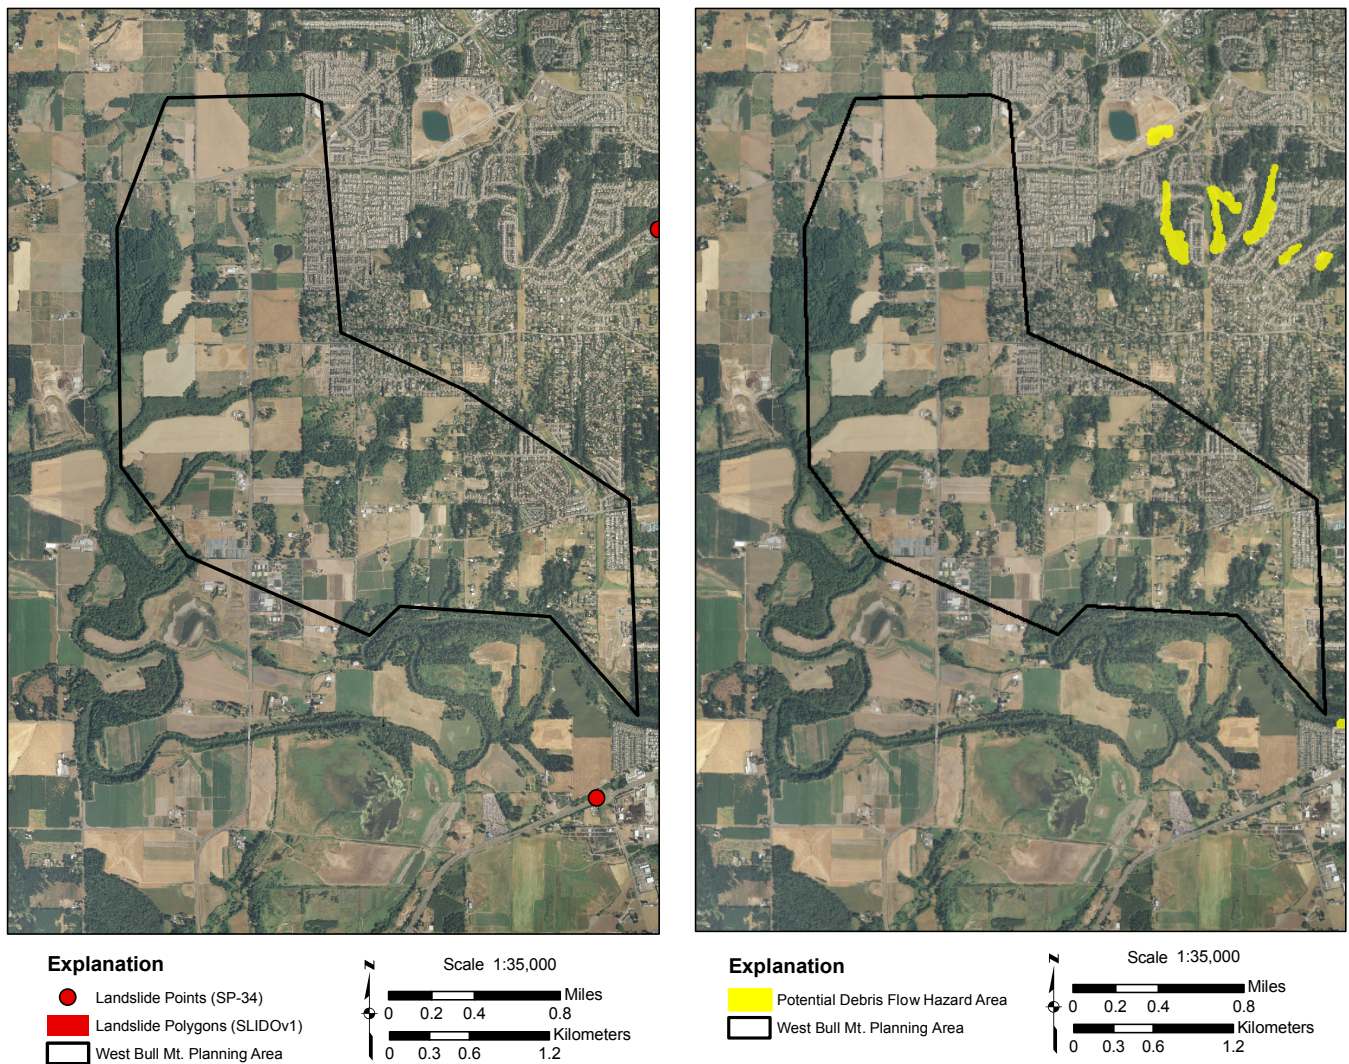 Explanation
Landslide Points (SP-34)
Landslide Polygons (SLIDOv1)
West Bull Mt. Planning Area
N
Scale 1:35,000
Miles
0 0.2 0.4 0.8
Kilometers
0 0.3 0.6 1.2
Explanation
Potential Debris Flow Hazard Area
West Bull Mt. Planning Area
N
Scale 1:35,000
Miles
0 0.2 0.4 0.8
Kilometers
0 0.3 0.6 1.2